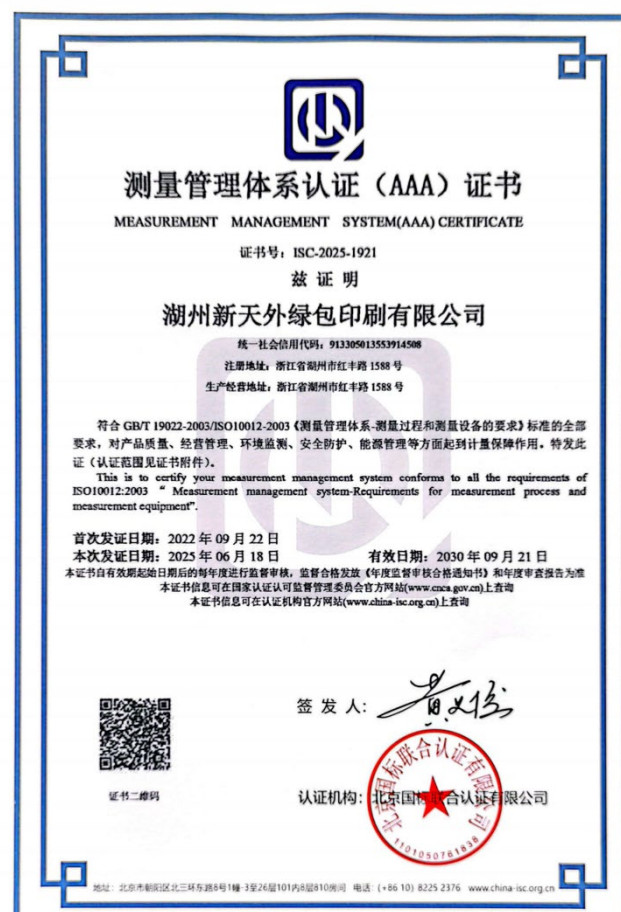 测量管理体系认证（AAA）证书
MEASUREMENT MANAGEMENT SYSTEM(AAA) CERTIFICATE
证书号：ISC-2025-1921
兹 证 明
湖州新天外绿包印刷有限公司
统一社会信用代码：913305013553914508
注册地址：浙江省湖州市红丰路 1588 号
生产经营地址：浙江省湖州市红丰路 1588 号
符合 GB/T 19022-2003/ISO10012-2003《测量管理体系-测量过程和测量设备的要求》标准的全部
要求，对产品质量、经营管理、环境监测、安全防护、能源管理等方面起到计量保障作用。特发此
证（认证范围见证书附件）。
This is to certify your measurement management system conforms to all the requirements of
ISO10012:2003 “ Measurement management system-Requirements for measurement process and
measurement equipment”.
首次发证日期：2022 年 09 月 22 日
本次发证日期：2025 年 06 月 18 日 有效日期：2030 年 09 月 21 日
本证书自有效期起始日期后的每年度进行监督审核，监督合格发放《年度监督审核合格通知书》和年度审查报告为准
本证书信息可在国家认证认可监督管理委员会官方网站(www.cnca.gov.cn)上查询
本证书信息可在认证机构官方网站(www.china-isc.org.cn)上查询
签 发 人：
证书二维码
认证机构：北京国标联合认证有限公司
北京国标联合认证有限公司
1101050761838
地址：北京市朝阳区北三环东路8号1幢-3至26层101内8层810房间 电话：(+86 10) 8225 2376 www.china-isc.org.cn